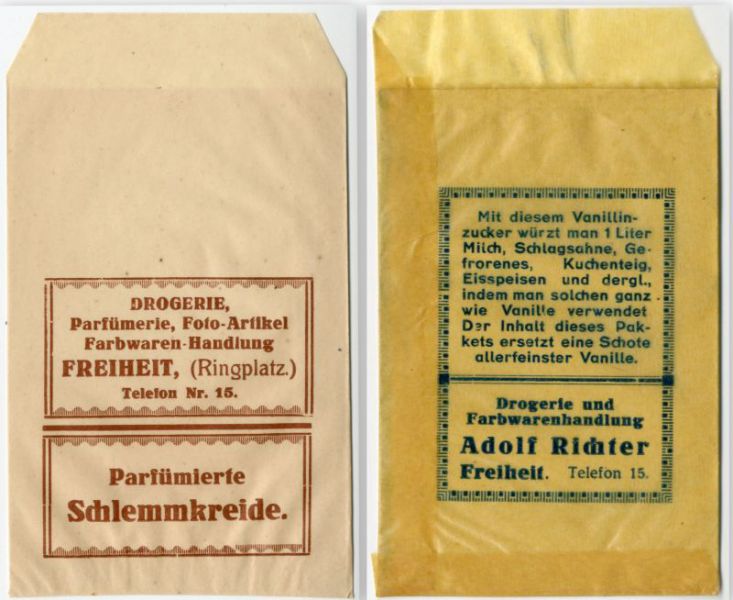 DROGERIE,
Parfümerie, Foto-Artikel
Farbwaren-Handlung
FREIHEIT, (Ringplatz.)
Telefon Nr. 15.
Parfümierte
Schlemmkreide.
Mit diesem Vanillin-
zucker würzt man 1 Liter
Milch, Schlagsahne, Ge-
frorenes, Kuchenteig,
Eisspeisen und dergl.,
indem man solchen ganz
wie Vanille verwendet
Der Inhalt dieses Pak-
kets ersetzt eine Schote
allerfeinster Vanille.
Drogerie und
Farbwarenhandlung
Adolf Richter
Freiheit. Telefon 15.